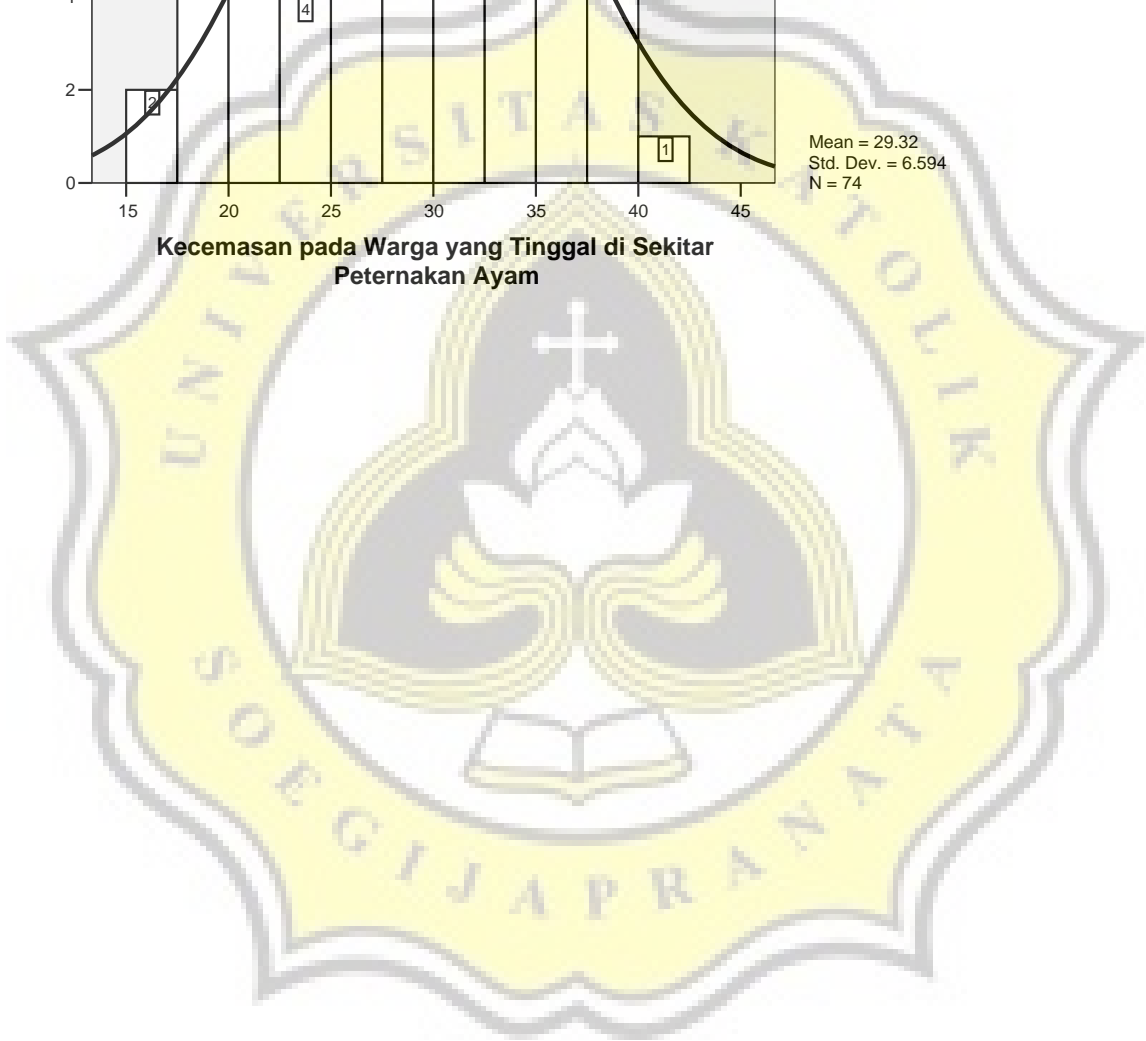 4
2
2
1
0
15 20 25 30 35 40 45
Mean = 29.32
Std. Dev. = 6.594
N = 74
Kecemasan pada Warga yang Tinggal di Sekitar
Peternakan Ayam
UNIVERSITAS KATOLIK
SOEGIJAPRANATA